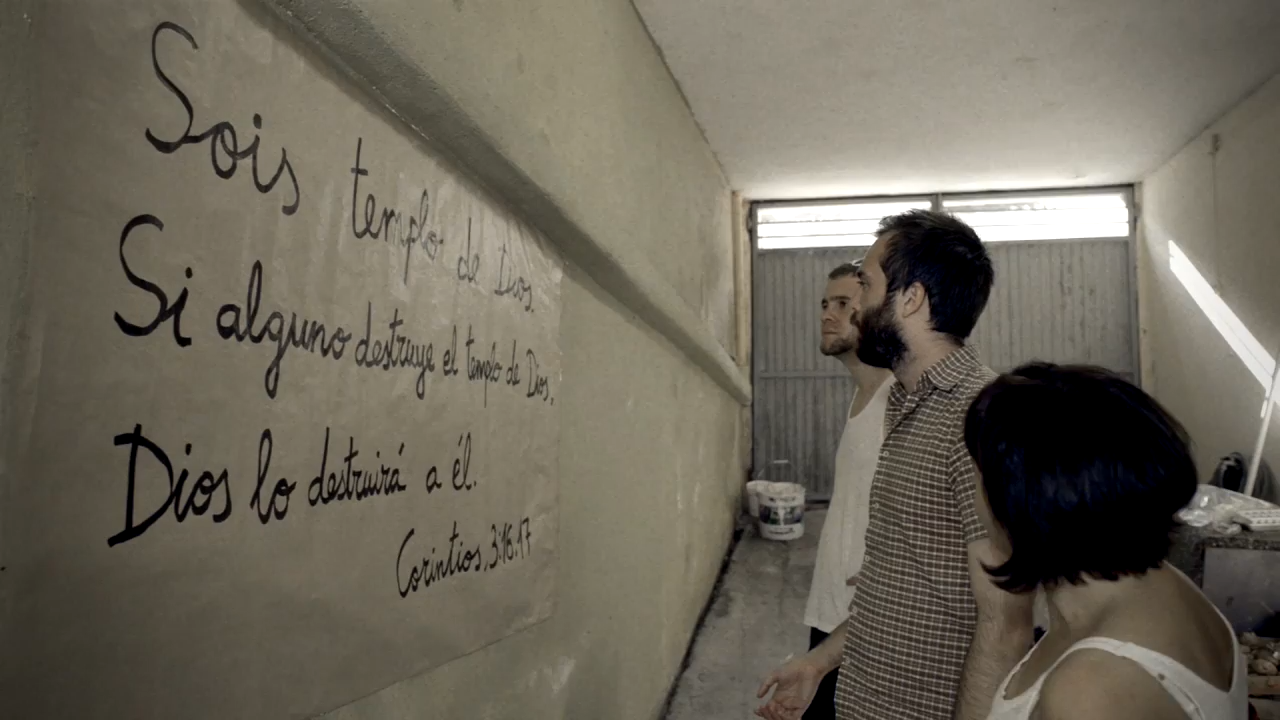 Sois templo de Dios.
Si alguno destruye el templo de Dios,
Dios lo destruirá a él.
Corintios, 3:16.17